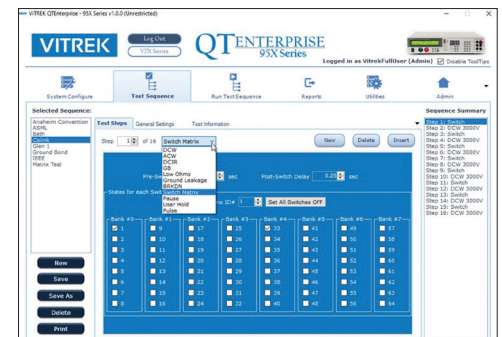 VITREK QTEnterprise - 95X Series v1.0.0 (Unrestricted)
VITREK
Log Out
V7X Series
QTENTERPRISE
95X Series
Logged in as VitrekFullUser (Admin)
Disable ToolTips
System Configure
Test Sequence
Run Test Sequence
Reports
Utilities
Admin
Selected Sequence:
Anaheim Convention
ASML
Bath
Calink
Glen 1
Ground Bond
IEEE
Matrix Test
New
Save
Save As
Delete
Print
Test Steps
General Settings
Test Information
Step 1 of 16 Switch Matrix
New
Delete
Insert
DCW
ACW
DCIR
GB
Low Ohms
Ground Leakage
BRKDN
Switch Matrix
Pause
User Hold
Pulse
Pre-Sw
sec
Post-Switch Delay 0.25 sec
States for each Swit
ix ID# 1
Set All Switches OFF
Bank #0 Bank #1 Bank #2 Bank #3 Bank #4 Bank #5 Bank #6 Bank #7
1 9 17 25 33 41 49 57
2 10 18 26 34 42 50 58
3 11 19 27 35 43 51 59
4 12 20 28 36 44 52 60
5 13 21 29 37 45 53 61
6 14 22 30 38 46 54 62
7 15 23 31 39 47 55 63
8 16 24 32 40 48 56 64
Sequence Summary
Step 1: Switch
Step 2: DCW 3000V
Step 3: Switch
Step 4: DCW 3000V
Step 5: Switch
Step 6: DCW 3000V
Step 7: Switch
Step 8: DCW 3000V
Step 9: Switch
Step 10: DCW 3000V
Step 11: Switch
Step 12: DCW 3000V
Step 13: Switch
Step 14: DCW 3000V
Step 15: Switch
Step 16: DCW 3000V